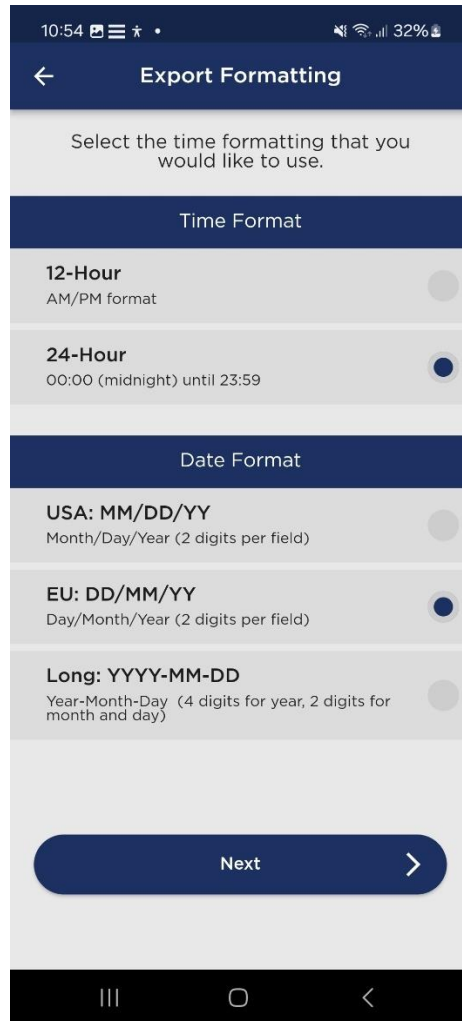 10:54
32%
Export Formatting
Select the time formatting that you
would like to use.
Time Format
12-Hour
AM/PM format
24-Hour
00:00 (midnight) until 23:59
Date Format
USA: MM/DD/YY
Month/Day/Year (2 digits per field)
EU: DD/MM/YY
Day/Month/Year (2 digits per field)
Long: YYYY-MM-DD
Year-Month-Day (4 digits for year, 2 digits for
month and day)
Next